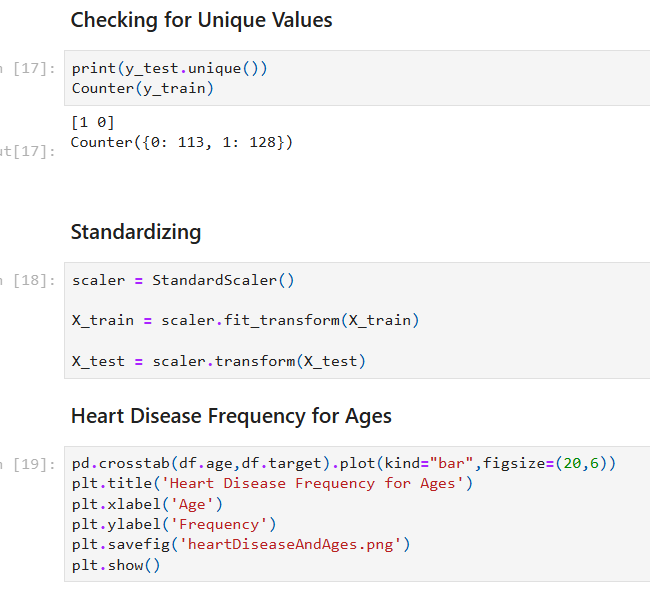 Checking for Unique Values
[17]:
print(y_test.unique())
Counter(y_train)
[1 0]
Counter({0: 113, 1: 128})
ut[17]:
Standardizing
[18]:
scaler = StandardScaler()
X_train = scaler.fit_transform(X_train)
X_test = scaler.transform(X_test)
Heart Disease Frequency for Ages
[19]:
pd.crosstab(df.age,df.target).plot(kind="bar",figsize=(20,6))
plt.title('Heart Disease Frequency for Ages')
plt.xlabel('Age')
plt.ylabel('Frequency')
plt.savefig('heartDiseaseAndAges.png')
plt.show()